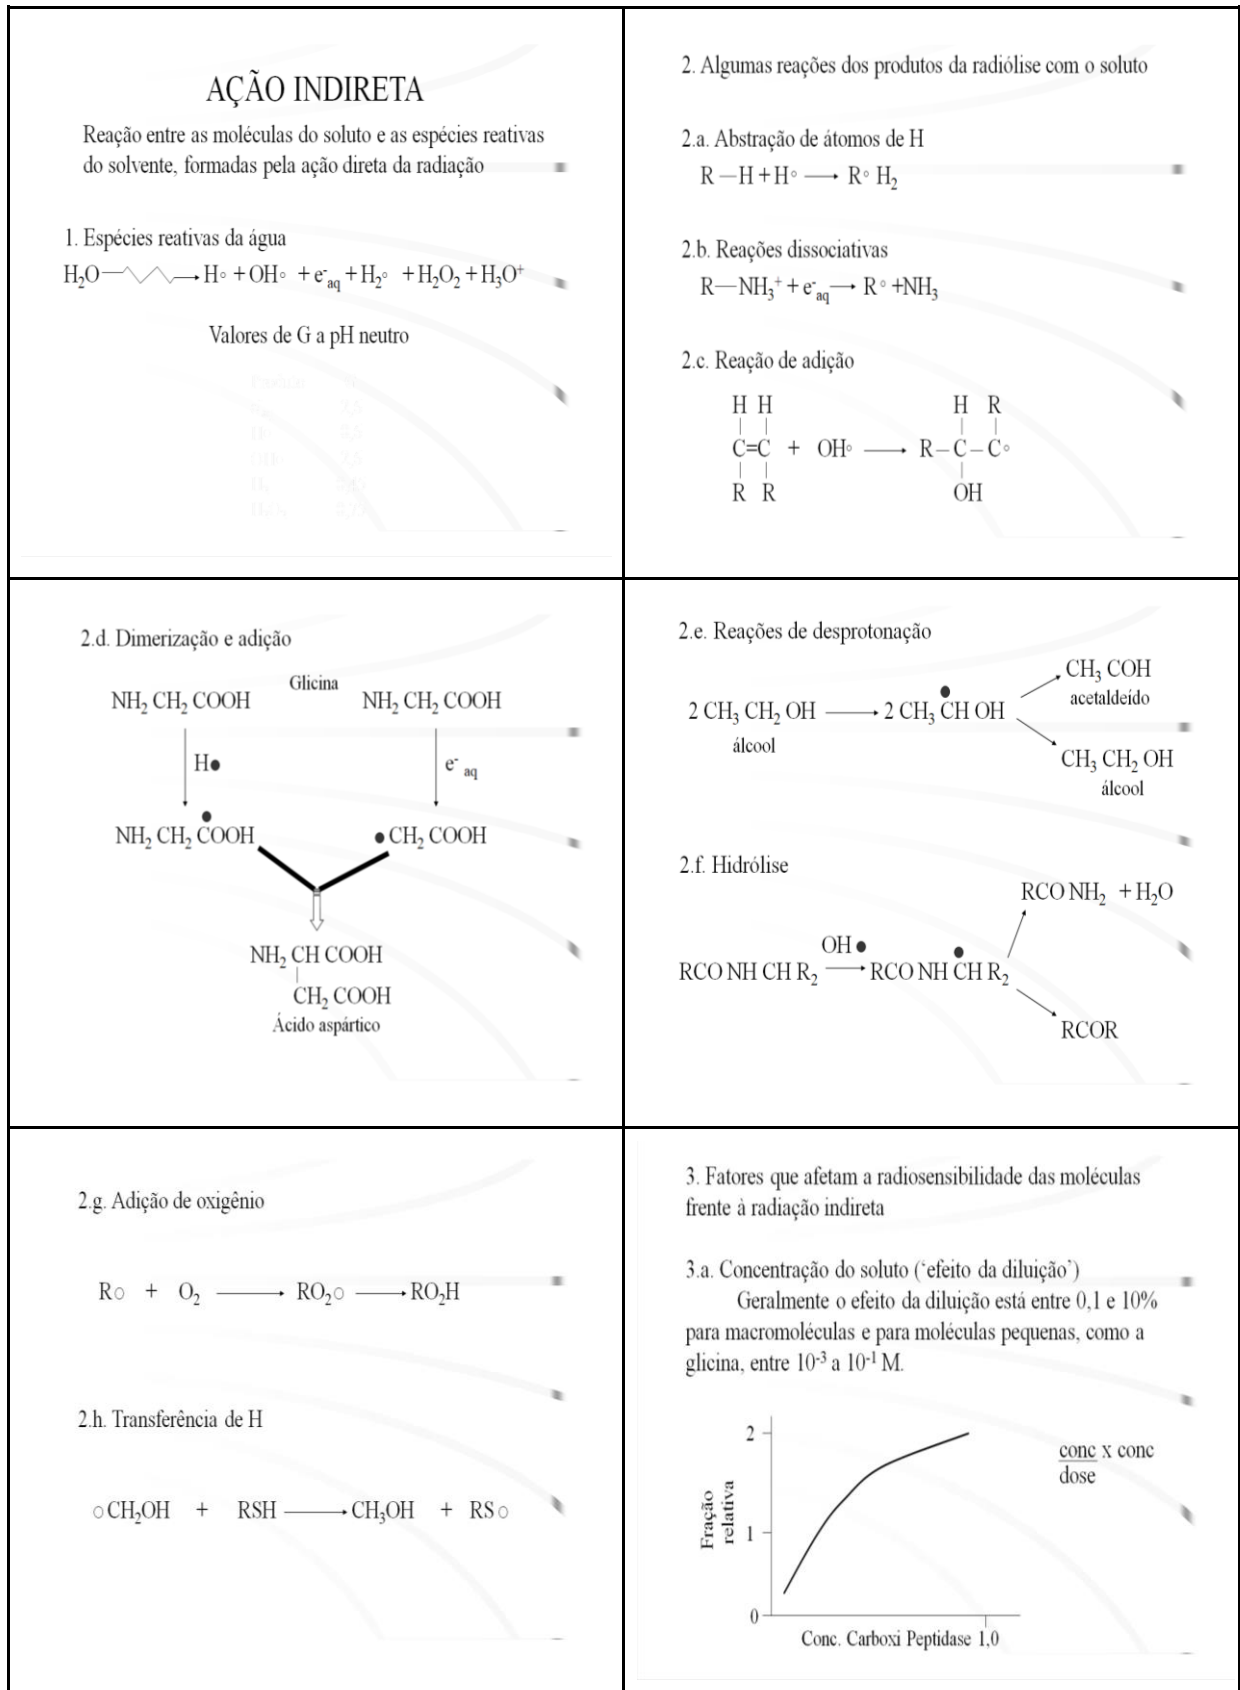 AÇÃO INDIRETA
Reação entre as moléculas do soluto e as espécies reativas
do solvente, formadas pela ação direta da radiação
1. Espécies reativas da água
H₂O → H◦ + OH◦ + e⁻aq + H₂◦ + H₂O₂ + H₃O⁺
Valores de G a pH neutro
2. Algumas reações dos produtos da radiólise com o soluto
2.a. Abstração de átomos de H
R —H + H◦ → R◦ H₂
2.b. Reações dissociativas
R—NH₃⁺ + e⁻aq → R◦ +NH₃
2.c. Reação de adição
H H H R
C=C + OH◦ → R–C–C◦
R R OH
2.d. Dimerização e adição
Glicina
NH₂ CH₂ COOH NH₂ CH₂ COOH
H● e⁻aq
●
NH₂ CH₂ COOH ●CH₂ COOH
NH₂ CH COOH
CH₂ COOH
Ácido aspártico
2.e. Reações de desprotonação
CH₃ COH
acetaldeído
●
2 CH₃ CH₂ OH → 2 CH₃ CH OH
álcool
CH₃ CH₂ OH
álcool
2.f. Hidrólise
RCO NH₂ + H₂O
OH● ●
RCO NH CH R₂ → RCO NH CH R₂
RCOR
2.g. Adição de oxigênio
R○ + O₂ → RO₂○ → RO₂H
2.h. Transferência de H
○CH₂OH + RSH → CH₃OH + RS○
3. Fatores que afetam a radiosensibilidade das moléculas
frente à radiação indireta
3.a. Concentração do soluto (‘efeito da diluição’)
Geralmente o efeito da diluição está entre 0,1 e 10%
para macromoléculas e para moléculas pequenas, como a
glicina, entre 10⁻³ a 10⁻¹ M.
2
conc x conc
dose
Fração
relativa
1
0
Conc. Carboxi Peptidase 1,0